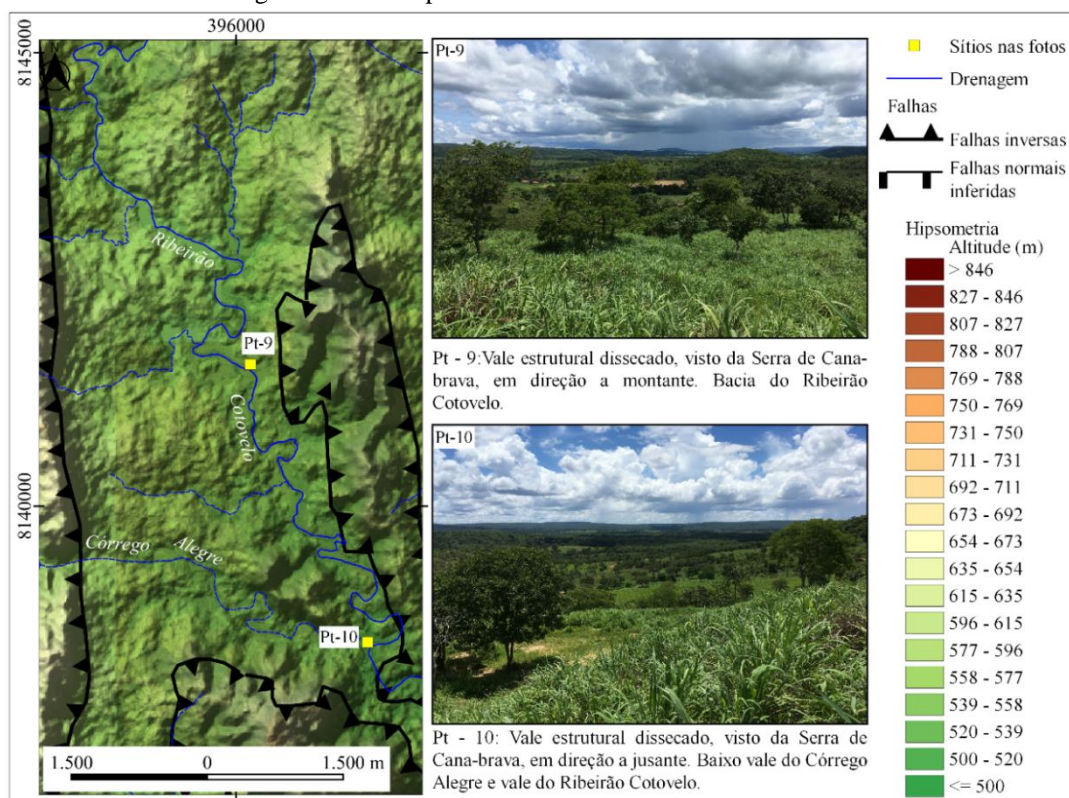 396000
8145000
8140000
Ribeirão
Cotovelo
Pt-9
Córrego Alegre
Pt-10
1.500 0 1.500 m
Pt-9
Pt - 9:Vale estrutural dissecado, visto da Serra de Cana-
brava, em direção a montante. Bacia do Ribeirão
Cotovelo.
Pt-10
Pt - 10: Vale estrutural dissecado, visto da Serra de
Cana-brava, em direção a jusante. Baixo vale do Córrego
Alegre e vale do Ribeirão Cotovelo.
Sítios nas fotos
Drenagem
Falhas
Falhas inversas
Falhas normais
inferidas
Hipsometria
Altitude (m)
> 846
827 - 846
807 - 827
788 - 807
769 - 788
750 - 769
731 - 750
711 - 731
692 - 711
673 - 692
654 - 673
635 - 654
615 - 635
596 - 615
577 - 596
558 - 577
539 - 558
520 - 539
500 - 520
<= 500